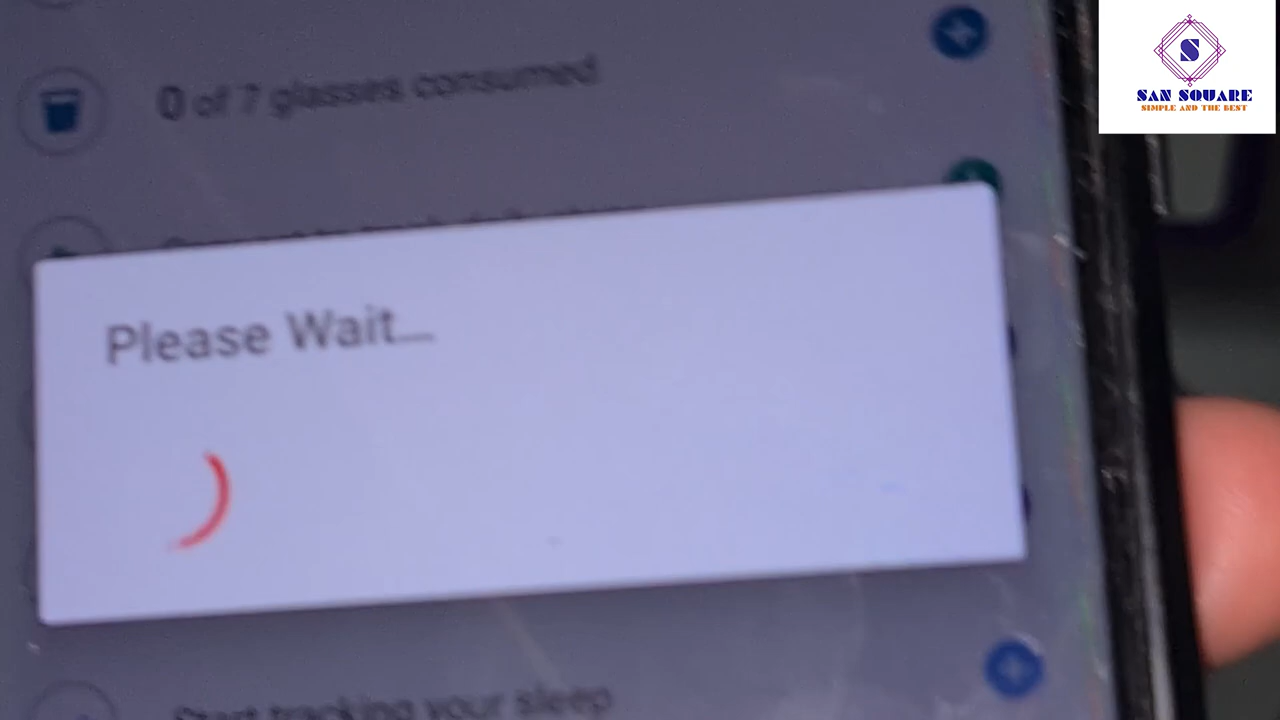 0 of 7 glasses consumed
Please Wait...
Start tracking your sleep
S
SAN SQUARE
SIMPLE AND THE BEST